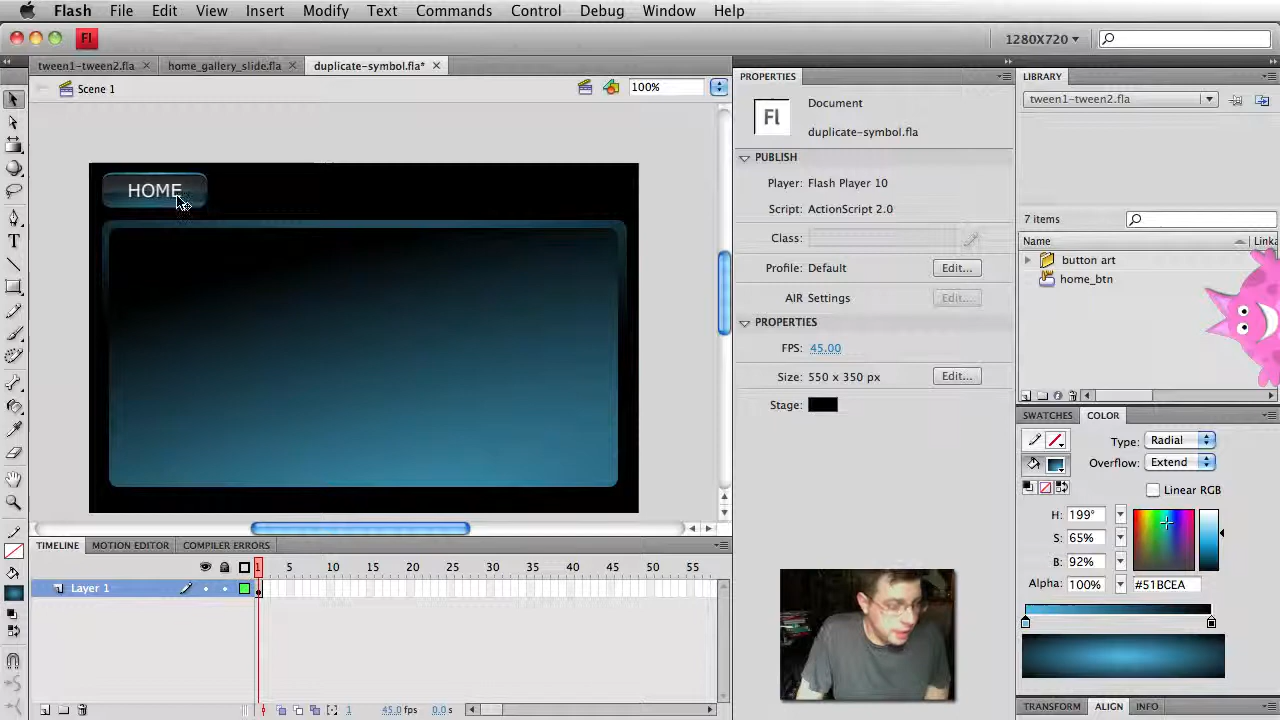 Flash File Edit View Insert Modify Text Commands Control Debug Window Help
Fl 1280X720
tween1-tween2.fla home_gallery_slide.fla duplicate-symbol.fla* PROPERTIES LIBRARY
Scene 1 100%
Fl Document
duplicate-symbol.fla
tween1-tween2.fla
PUBLISH
HOME
Player: Flash Player 10
Script: ActionScript 2.0
Class:
Profile: Default Edit...
AIR Settings Edit...
7 items
Name Linka
button art
home_btn
PROPERTIES
FPS: 45.00
Size: 550 x 350 px Edit...
Stage:
SWATCHES COLOR
Type: Radial
Overflow: Extend
Linear RGB
H: 199°
S: 65%
B: 92%
Alpha: 100% #51BCEA
TIMELINE MOTION EDITOR COMPILER ERRORS
1 5 10 15 20 25 30 35 40 45 50 55
Layer 1
1 45.0 fps 0.0 s
TRANSFORM ALIGN INFO